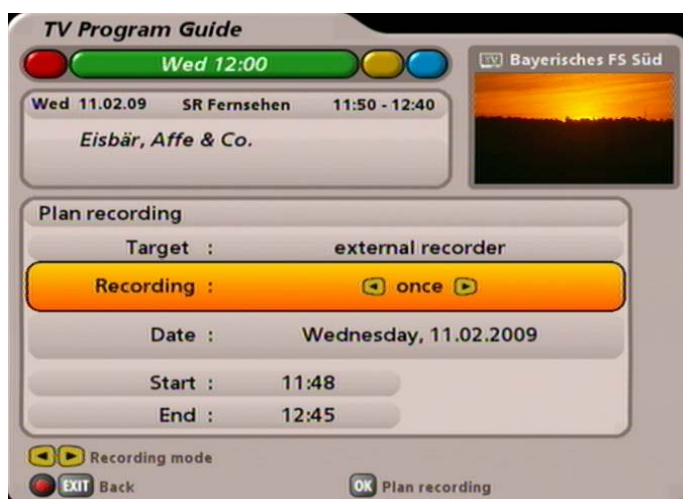 TV Program Guide
Wed 12:00
TV Bayerisches FS Süd
Wed 11.02.09 SR Fernsehen 11:50 - 12:40
Eisbär, Affe & Co.
Plan recording
Target : external recorder
Recording : once
Date : Wednesday, 11.02.2009
Start : 11:48
End : 12:45
Recording mode
EXIT Back
OK Plan recording